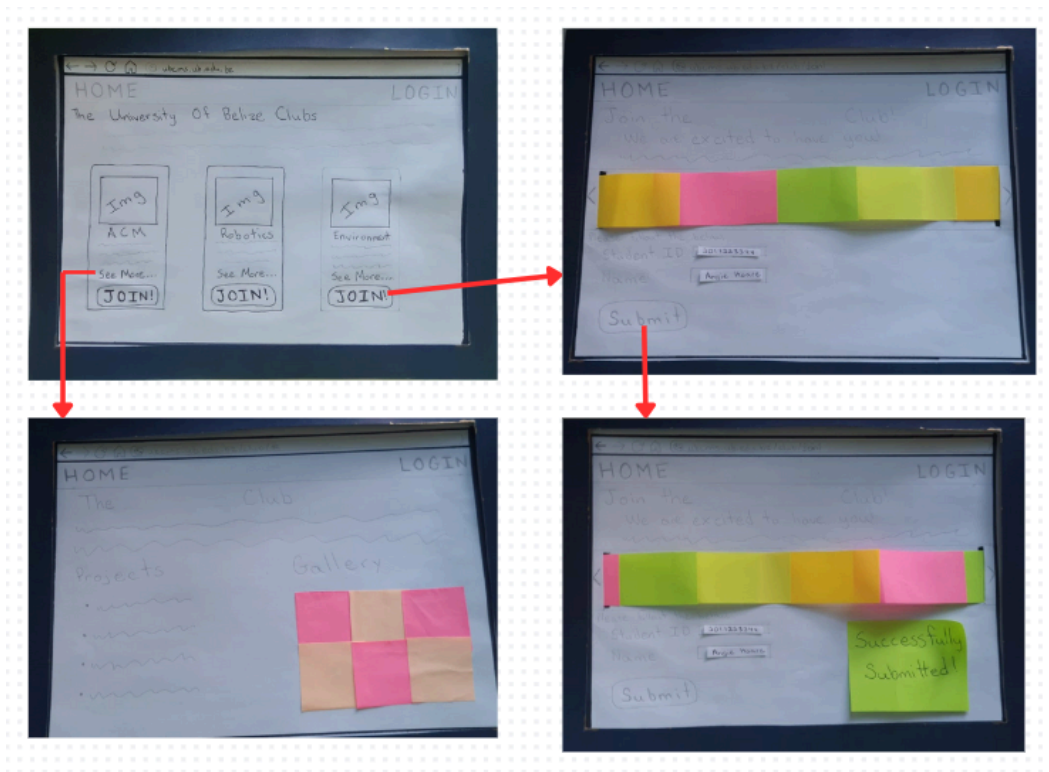 HOME LOGIN
The University Of Belize Clubs
Img Img Img
ACM Robotics Environment
See More... See More... See More...
JOIN! JOIN! JOIN!
HOME LOGIN
Join the Club!
We are excited to have you!
Student ID
Name Angie
Submit
HOME LOGIN
The Club
Projects Gallery
HOME LOGIN
Join the Club!
We are excited to have you!
Student ID
Name Angie
Submit
Successfully
Submitted!